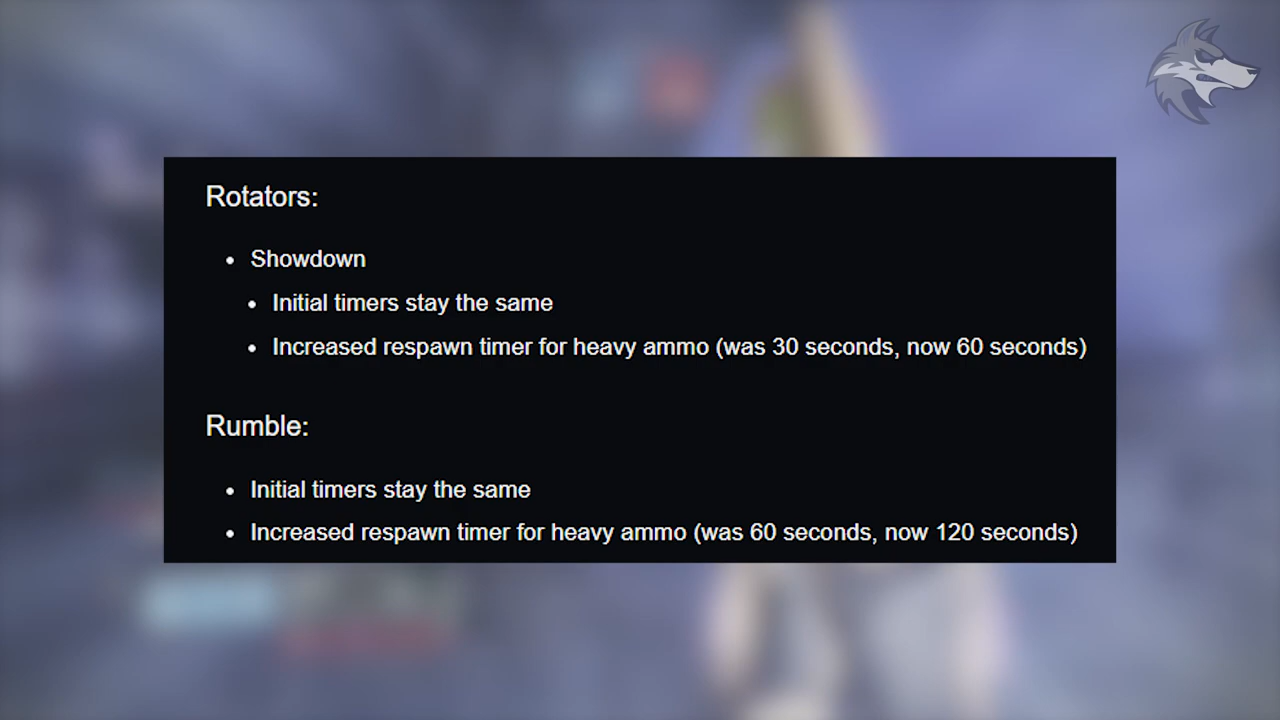 Rotators:
• Showdown
• Initial timers stay the same
• Increased respawn timer for heavy ammo (was 30 seconds, now 60 seconds)
Rumble:
• Initial timers stay the same
• Increased respawn timer for heavy ammo (was 60 seconds, now 120 seconds)